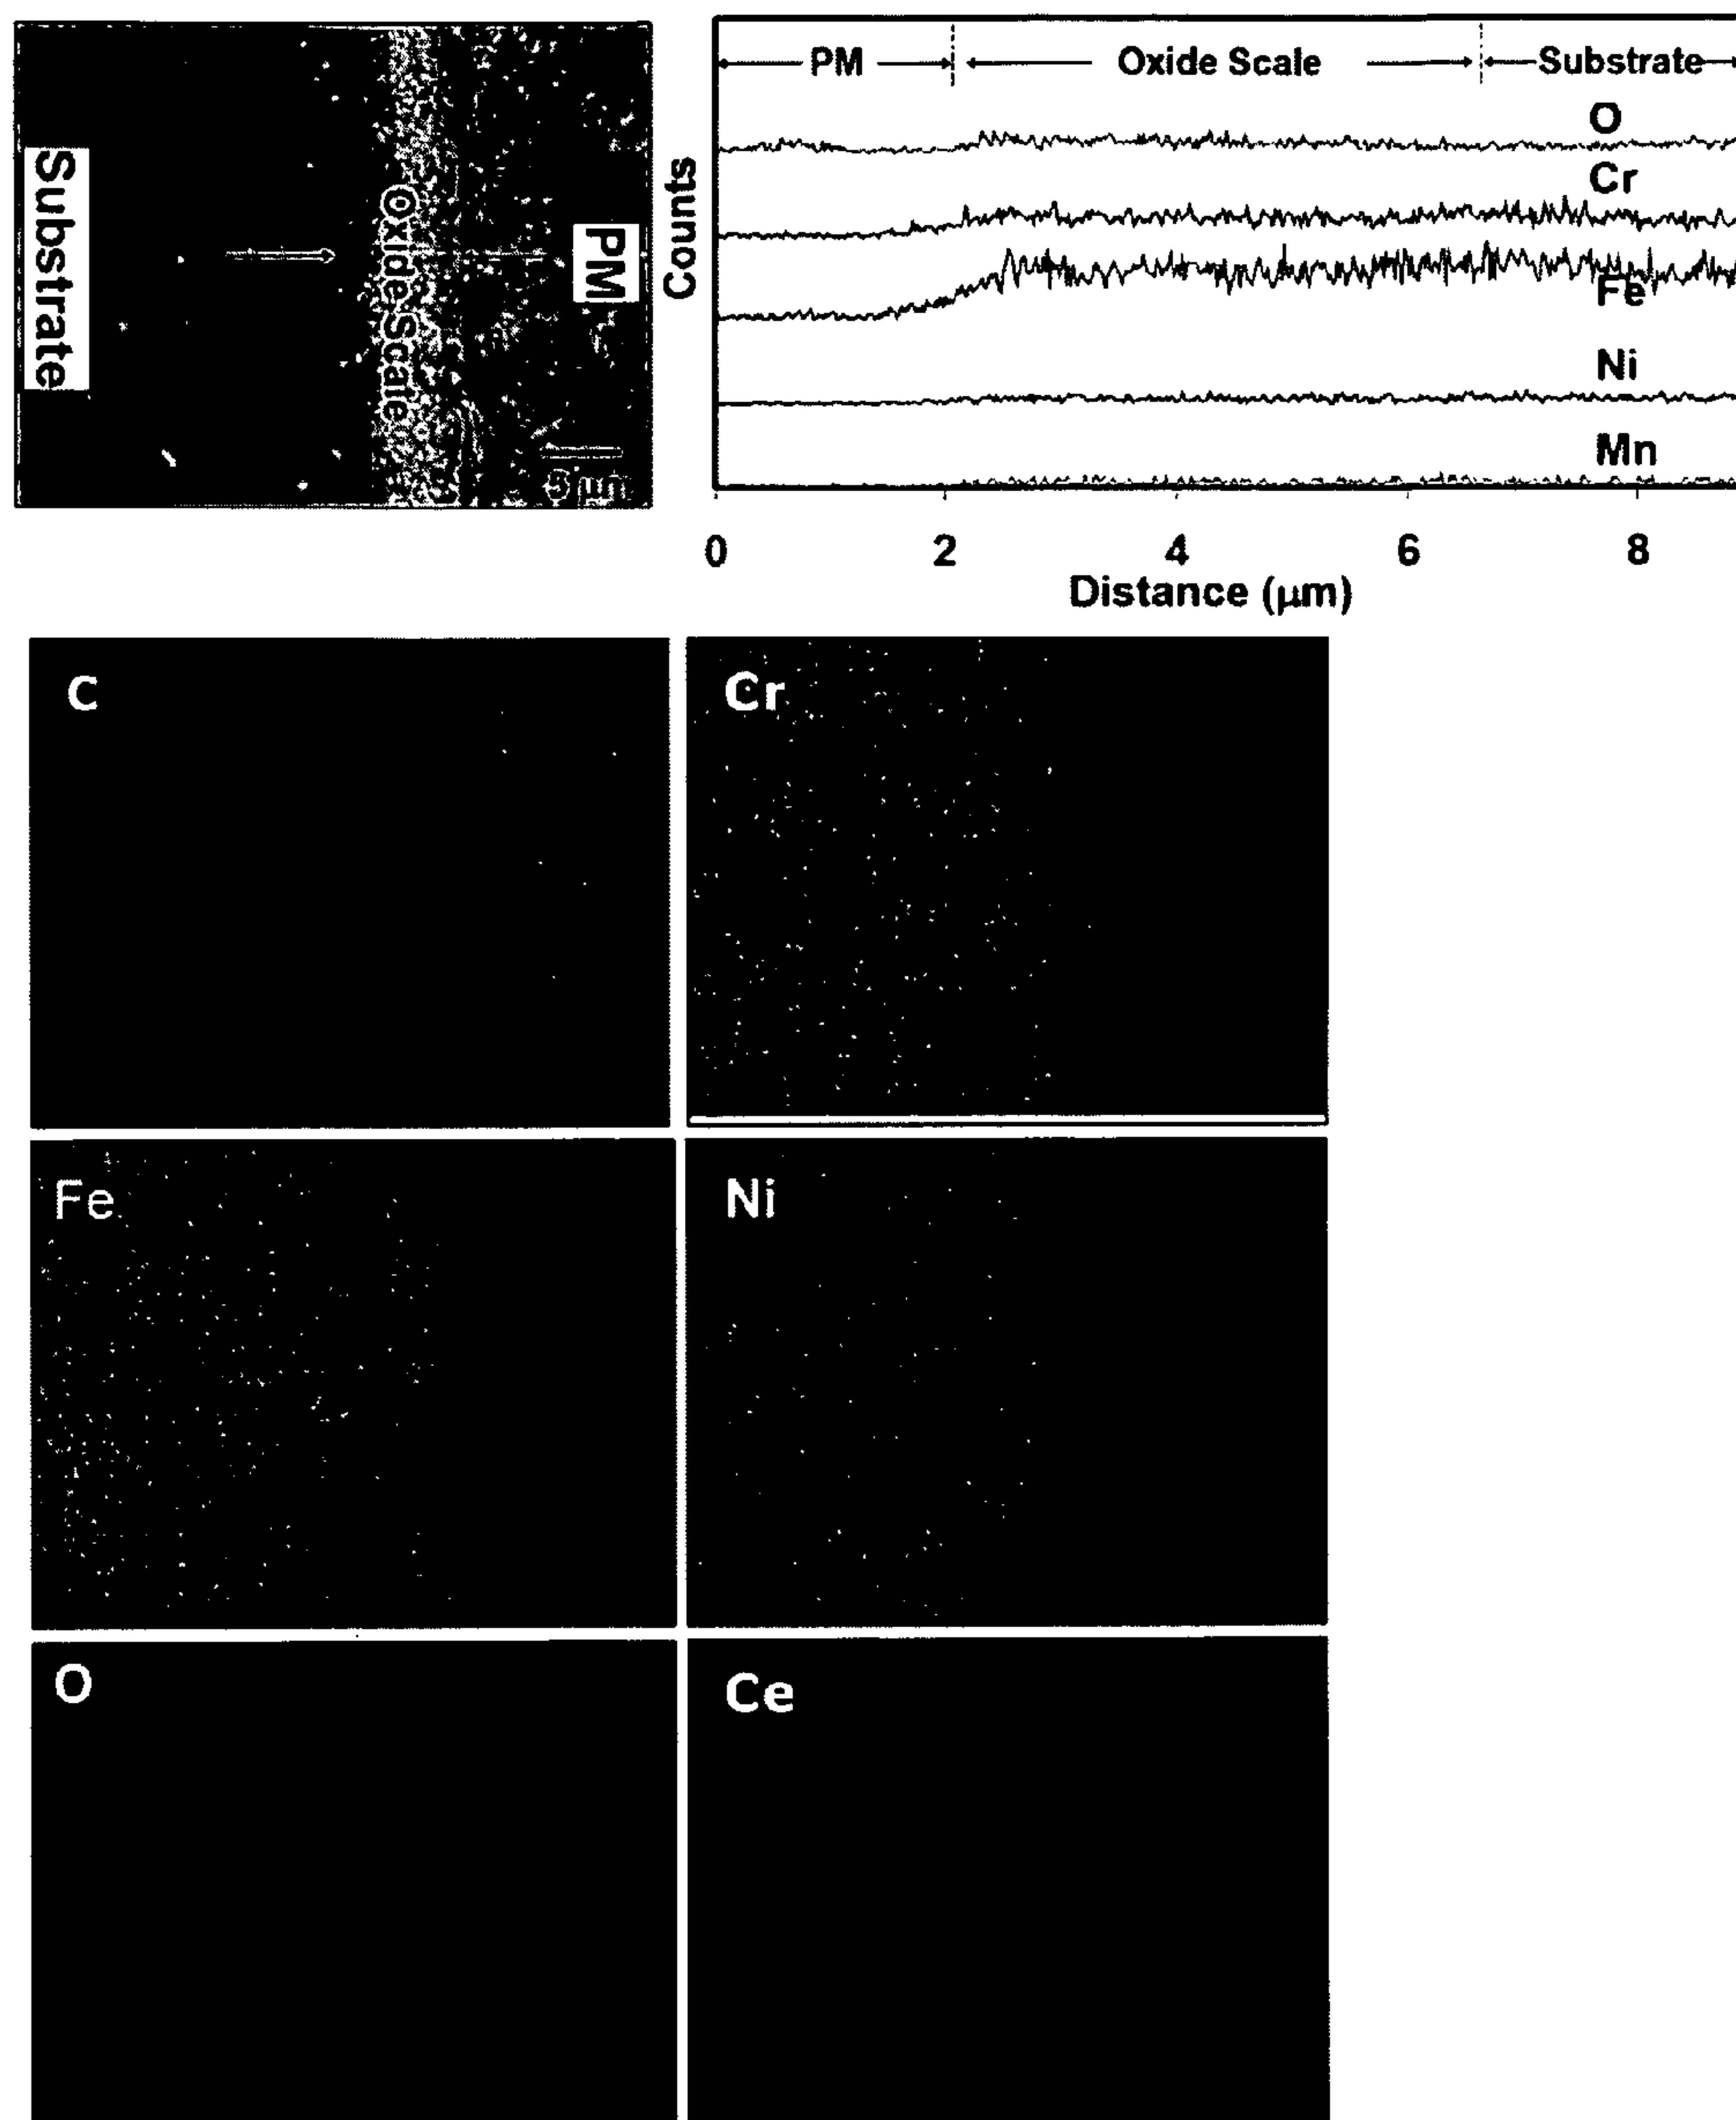 Substrate
Oxide Scale
PM
5 μm
Counts
PM
Oxide Scale
Substrate
O
Cr
Fe
Ni
Mn
0 2 4 6 8
Distance (μm)
C
Cr
Fe
Ni
O
Ce